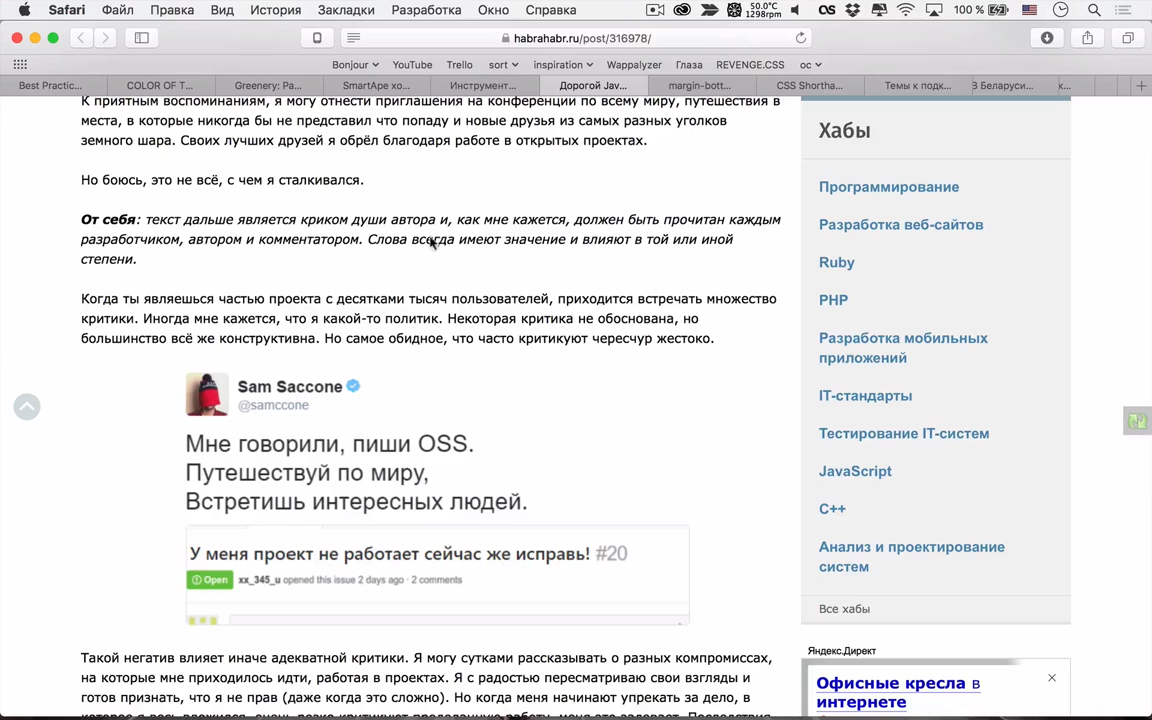 Safari Файл Правка Вид История Закладки Разработка Окно Справка
50.0°C
1298rpm
100 %
habrahabr.ru/post/316978/
Bonjour YouTube Trello sort inspiration Wappalyzer Глаза REVENGE.CSS ос
Best Practic... COLOR OF T... Greenery: Pa... SmartApe хо... Инструмент... Дорогой Jav... margin-bott... CSS Shortha... Темы к подк... З Беларуси... к...
К приятным воспоминаниям, я могу отнести приглашения на конференции по всему миру, путешествия в
места, в которые никогда бы не представил что попаду и новые друзья из самых разных уголков
земного шара. Своих лучших друзей я обрёл благодаря работе в открытых проектах.
Но боюсь, это не всё, с чем я сталкивался.
От себя: текст дальше является криком души автора и, как мне кажется, должен быть прочитан каждым
разработчиком, автором и комментатором. Слова всегда имеют значение и влияют в той или иной
степени.
Когда ты являешься частью проекта с десятками тысяч пользователей, приходится встречать множество
критики. Иногда мне кажется, что я какой-то политик. Некоторая критика не обоснована, но
большинство всё же конструктивна. Но самое обидное, что часто критикуют чересчур жестоко.
Sam Saccone
@samccone
Мне говорили, пиши OSS.
Путешествуй по миру,
Встретишь интересных людей.
У меня проект не работает сейчас же исправь! #20
Open xx_345_u opened this issue 2 days ago · 2 comments
Такой негатив влияет иначе адекватной критики. Я могу сутками рассказывать о разных компромиссах,
на которые мне приходилось идти, работая в проектах. Я с радостью пересматриваю свои взгляды и
готов признать, что я не прав (даже когда это сложно). Но когда меня начинают упрекать за дело, в
Хабы
Программирование
Разработка веб-сайтов
Ruby
PHP
Разработка мобильных
приложений
IT-стандарты
Тестирование IT-систем
JavaScript
C++
Анализ и проектирование
систем
Все хабы
Яндекс.Директ
Офисные кресла в
интернете